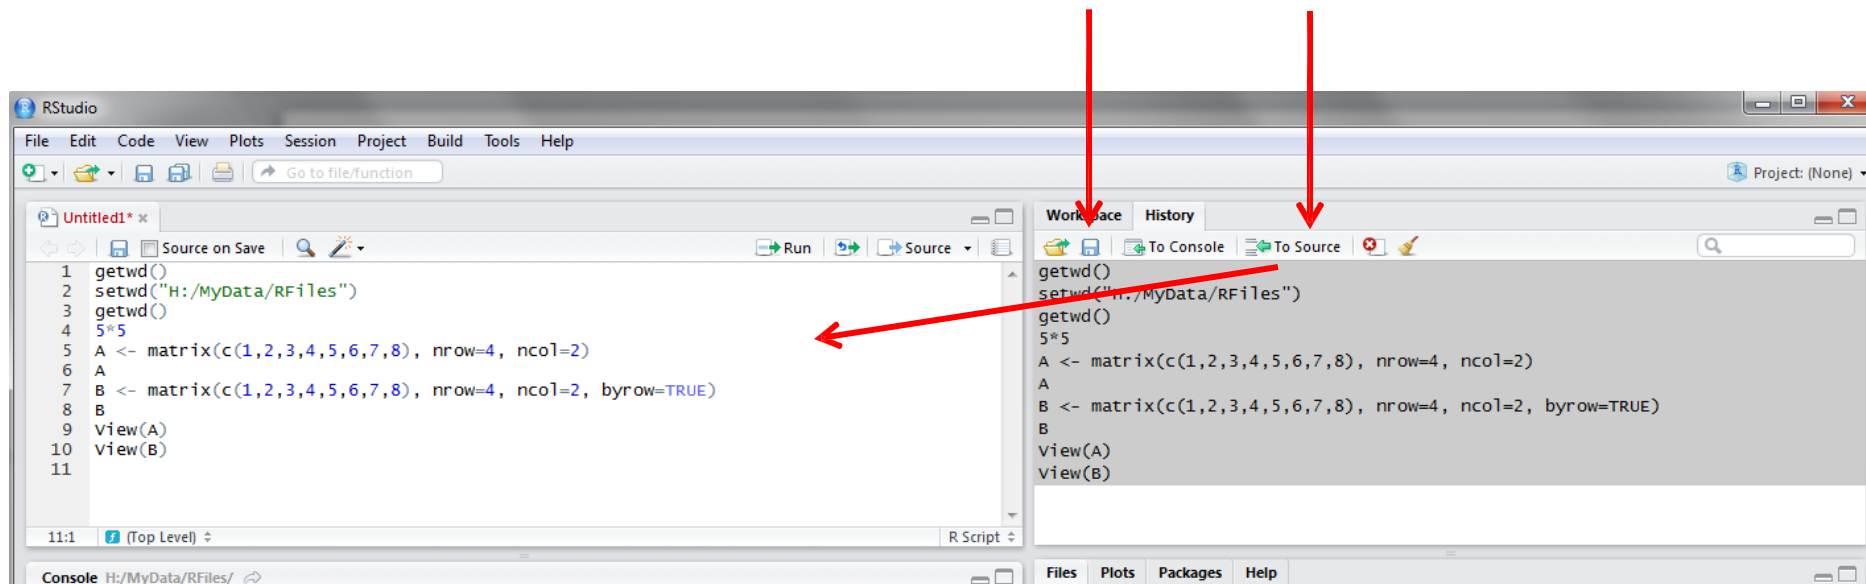 RStudio
File Edit Code View Plots Session Project Build Tools Help
Go to file/function
Project: (None)
Untitled1*
Source on Save
Run
Source
1 getwd()
2 setwd("H:/MyData/RFiles")
3 getwd()
4 5*5
5 A <- matrix(c(1,2,3,4,5,6,7,8), nrow=4, ncol=2)
6 A
7 B <- matrix(c(1,2,3,4,5,6,7,8), nrow=4, ncol=2, byrow=TRUE)
8 B
9 View(A)
10 View(B)
11
11:1 (Top Level) R Script
Console H:/MyData/RFiles/
Workspace History
To Console To Source
getwd()
setwd("H:/MyData/RFiles")
getwd()
5*5
A <- matrix(c(1,2,3,4,5,6,7,8), nrow=4, ncol=2)
A
B <- matrix(c(1,2,3,4,5,6,7,8), nrow=4, ncol=2, byrow=TRUE)
B
View(A)
View(B)
Files Plots Packages Help